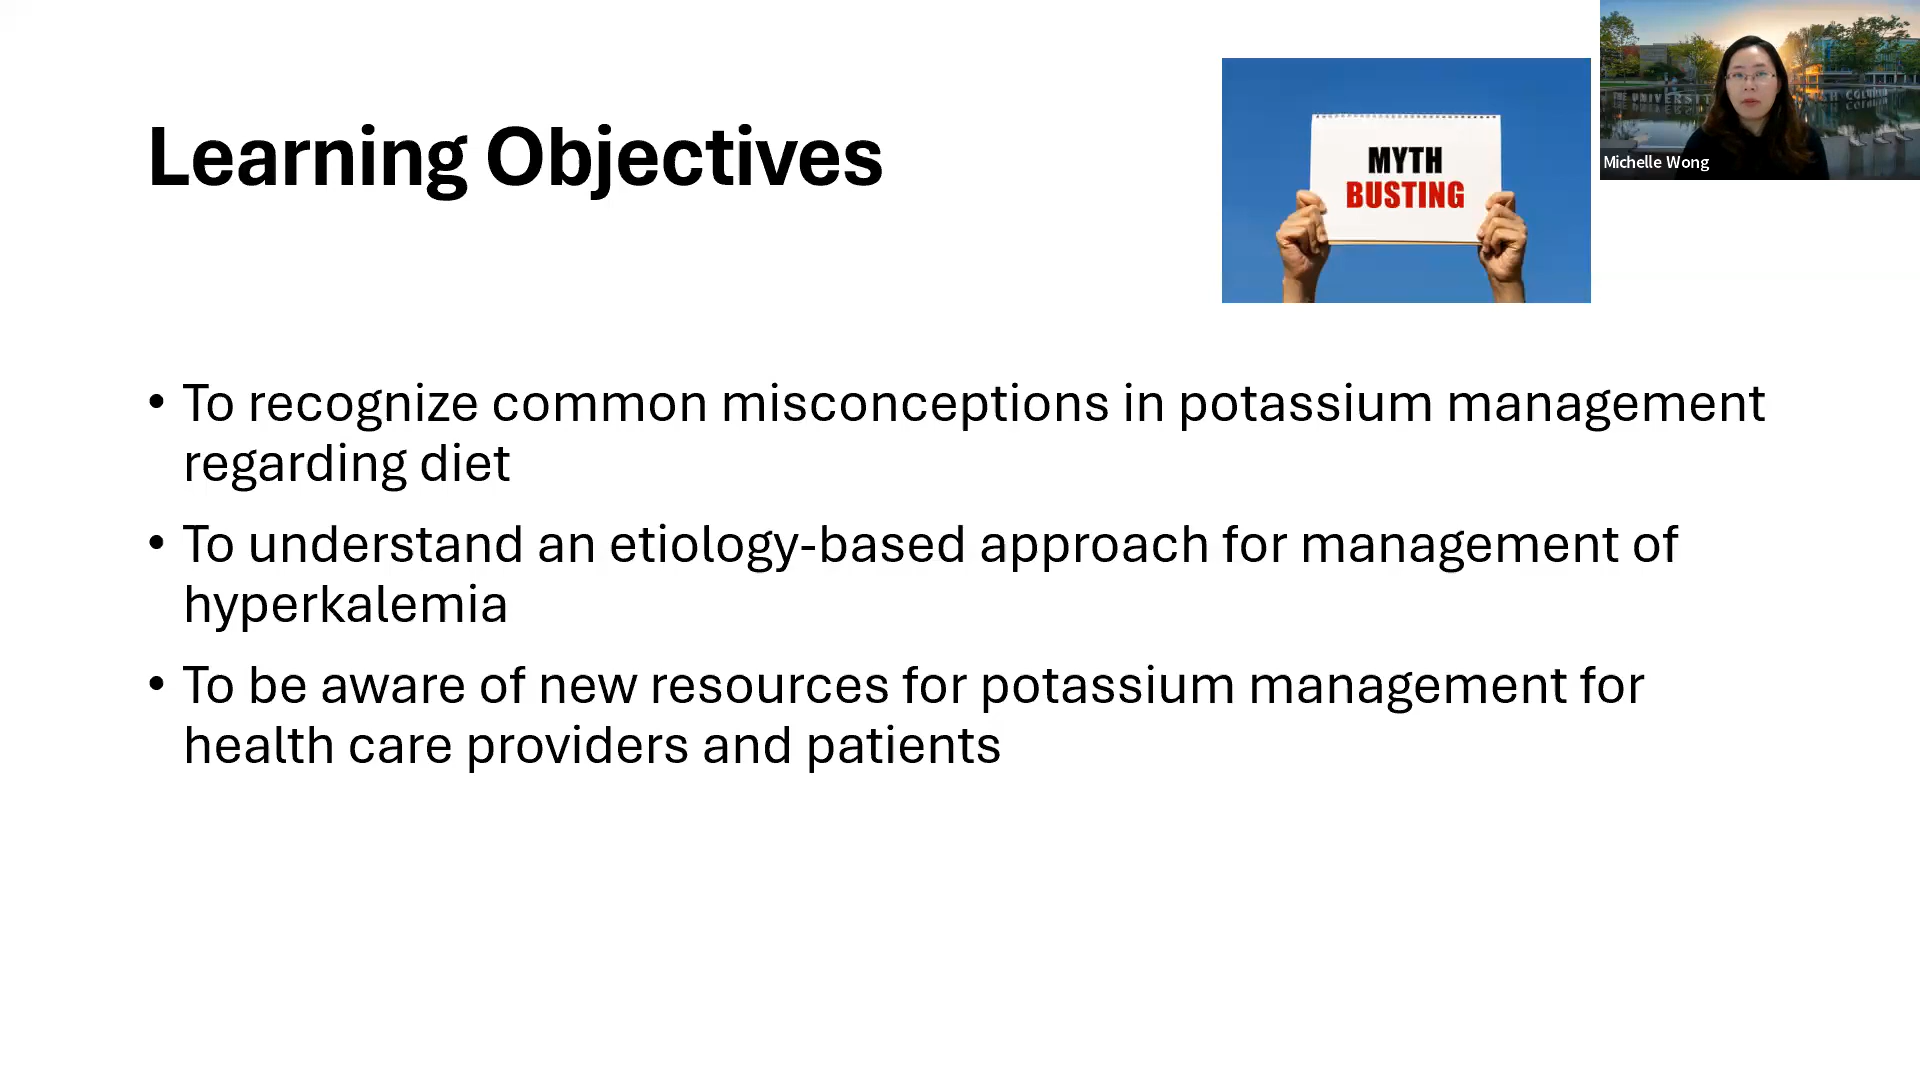 Learning Objectives
MYTH
BUSTING
Michelle Wong
• To recognize common misconceptions in potassium management
regarding diet
• To understand an etiology-based approach for management of
hyperkalemia
• To be aware of new resources for potassium management for
health care providers and patients